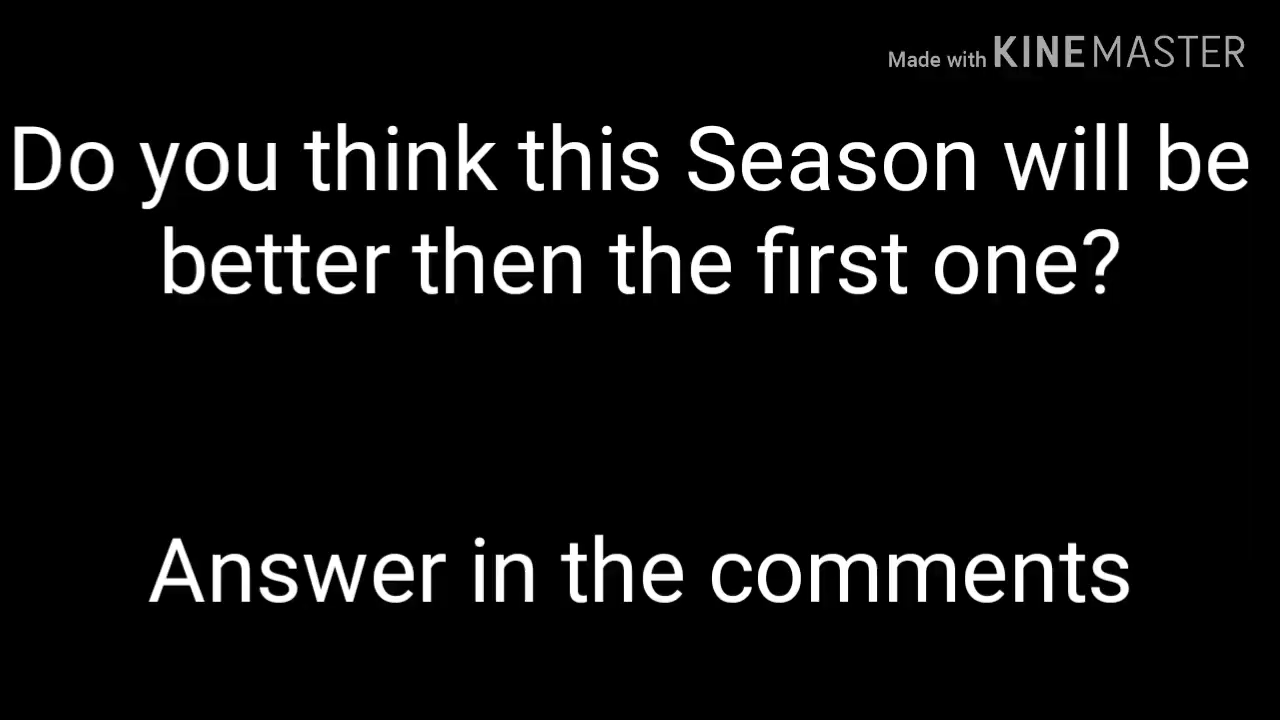 Made with KINEMASTER
Do you think this Season will be
better then the first one?
Answer in the comments